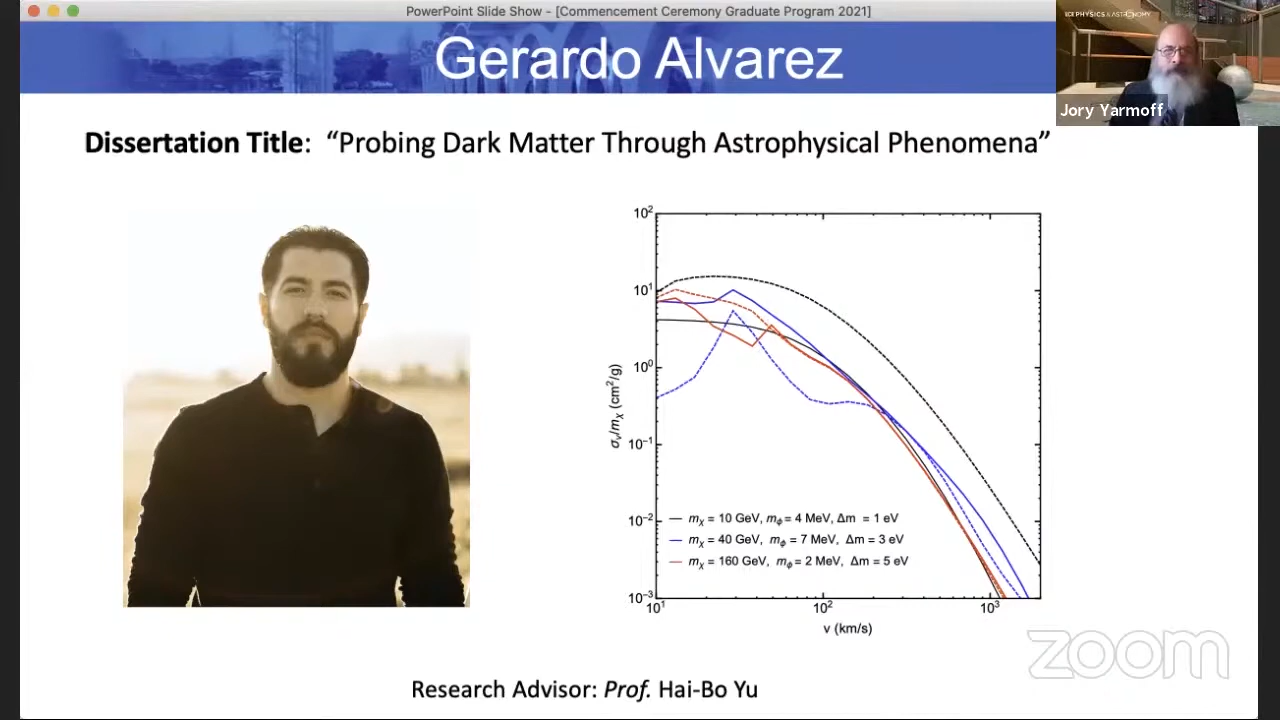 PowerPoint Slide Show - [Commencement Ceremony Graduate Program 2021]
Gerardo Alvarez
PHYSICS & ASTRONOMY
Jory Yarmoff
Dissertation Title: “Probing Dark Matter Through Astrophysical Phenomena”
10²
10¹
10⁰
10⁻¹
10⁻²
10⁻³
σᵥ/mχ (cm²/g)
mχ = 10 GeV, mϕ = 4 MeV, Δm = 1 eV
mχ = 40 GeV, mϕ = 7 MeV, Δm = 3 eV
mχ = 160 GeV, mϕ = 2 MeV, Δm = 5 eV
10¹ 10² 10³
v (km/s)
zoom
Research Advisor: Prof. Hai-Bo Yu